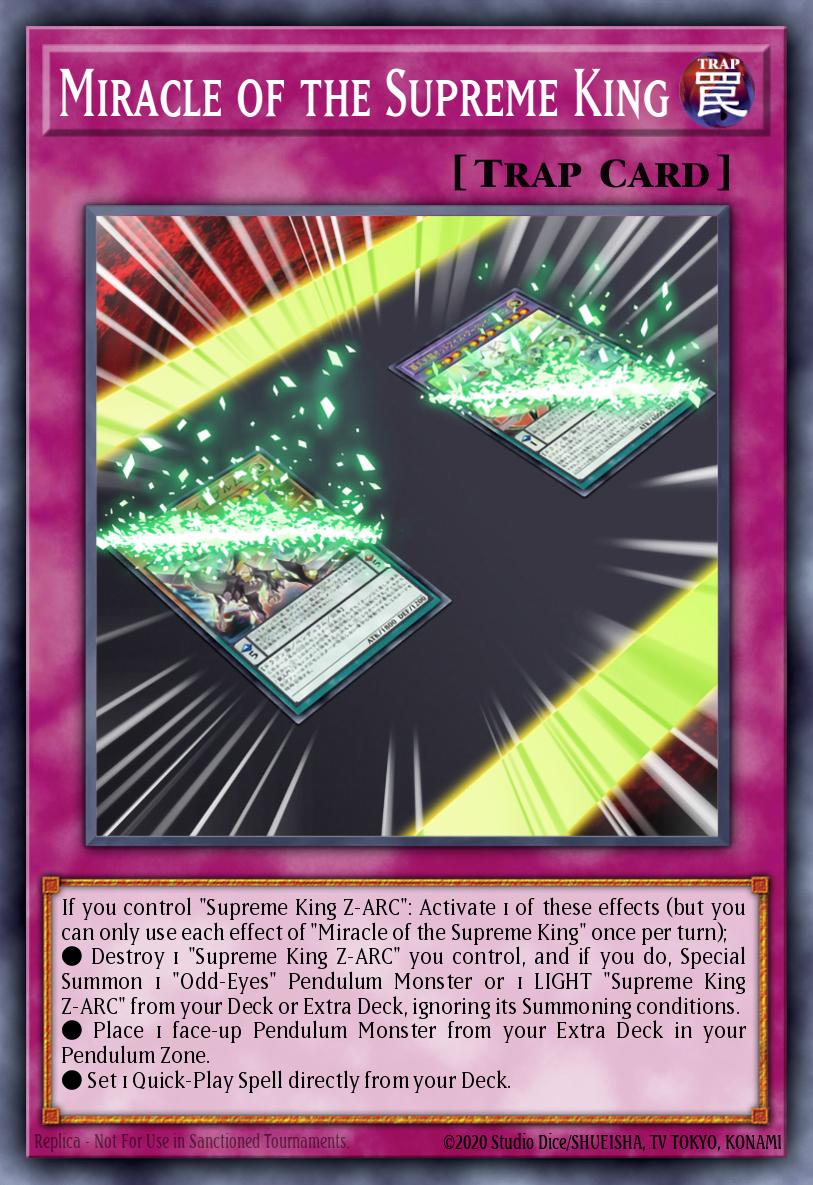 Miracle of the Supreme King
TRAP
罠
[Trap Card]
ATK/1800 DEF/1200
If you control "Supreme King Z-ARC": Activate 1 of these effects (but you
can only use each effect of "Miracle of the Supreme King" once per turn);
● Destroy 1 "Supreme King Z-ARC" you control, and if you do, Special
Summon 1 "Odd-Eyes" Pendulum Monster or 1 LIGHT "Supreme King
Z-ARC" from your Deck or Extra Deck, ignoring its Summoning conditions.
● Place 1 face-up Pendulum Monster from your Extra Deck in your
Pendulum Zone.
● Set 1 Quick-Play Spell directly from your Deck.
Replica - Not For Use in Sanctioned Tournaments.
©2020 Studio Dice/SHUEISHA, TV TOKYO, KONAMI